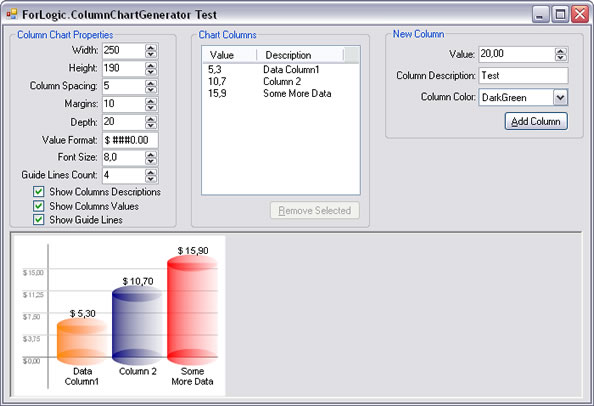 ForLogic.ColumnChartGenerator Test
Column Chart Properties
Width: 250
Height: 190
Column Spacing: 5
Margins: 10
Depth: 20
Value Format: $ ###0.00
Font Size: 8,0
Guide Lines Count: 4
Show Columns Descriptions
Show Columns Values
Show Guide Lines
Chart Columns
Value Description
5,3 Data Column1
10,7 Column 2
15,9 Some More Data
Remove Selected
New Column
Value: 20,00
Column Description: Test
Column Color: DarkGreen
Add Column
$ 15,90
$ 15,00
$ 10,70
$ 11,25
$ 5,30
$ 7,50
$ 3,75
$ 0,00
Data Column1
Column 2
Some More Data